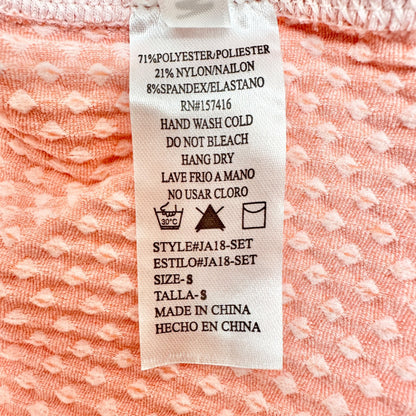 71%POLYESTER/POLIESTER
21% NYLON/NAILON
8%SPANDEX/ELASTANO
RN#157416
HAND WASH COLD
DO NOT BLEACH
HANG DRY
LAVE FRIO A MANO
NO USAR CLORO
30°C
STYLE#JA18-SET
ESTILO#JA18-SET
SIZE-S
TALLA-S
MADE IN CHINA
HECHO EN CHINA